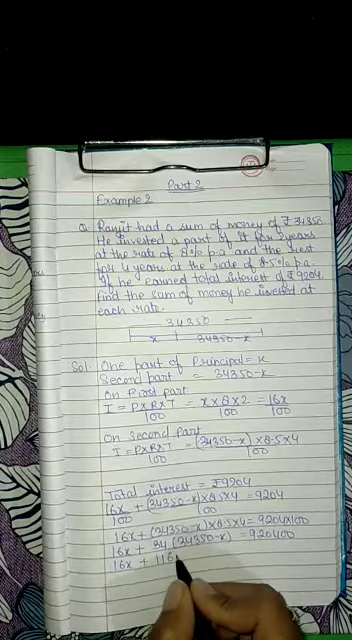 Part 2
Example 2
Q Ranjit had a sum of money of ₹ 34350.
He invested a part of it for 2 years
at the rate of 8% p.a and the rest
for 4 years at the rate of 8.5% p.a
If he earned total interest of ₹ 9204,
Find the sum of money he invested at
each rate.
34350
x 34350-x
Sol: One part of Principal = x
Second part = 34350-x
On First part
I = P×R×T/100 = x×8×2/100 = 16x/100
On Second Part
I = P×R×T/100 = (34350-x)×8.5×4/100
Total interest = ₹9204
16x/100 + (34350-x)×8.5×4/100 = 9204
16x + (34350-x)×8.5×4 = 9204×100
16x + 34 (34350-x) = 920400
16x + 116